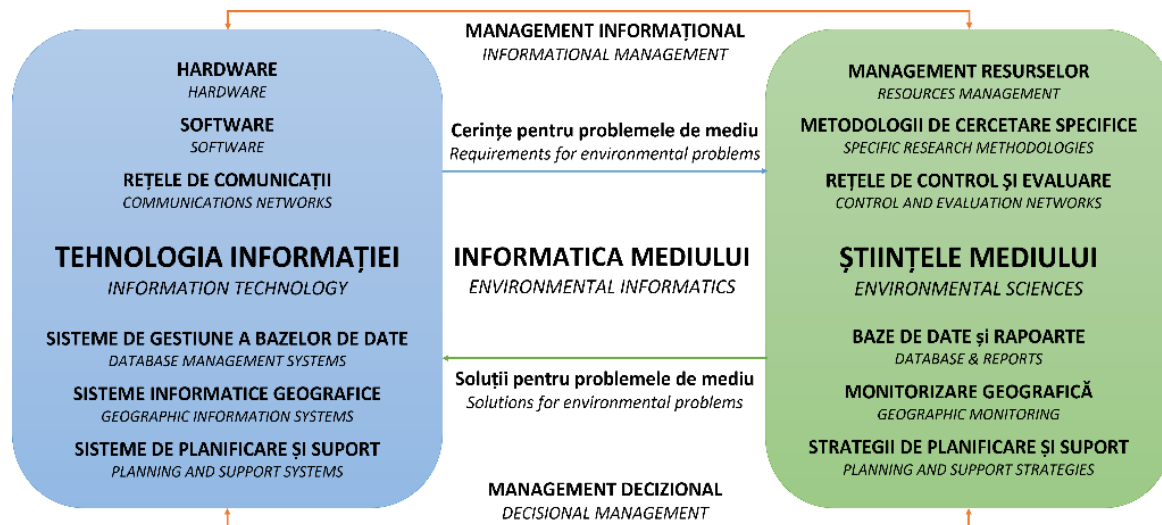 MANAGEMENT INFORMAȚIONAL
INFORMATIONAL MANAGEMENT
HARDWARE
HARDWARE
SOFTWARE
SOFTWARE
REȚELE DE COMUNICAȚII
COMMUNICATIONS NETWORKS
TEHNOLOGIA INFORMAȚIEI
INFORMATION TECHNOLOGY
SISTEME DE GESTIUNE A BAZELOR DE DATE
DATABASE MANAGEMENT SYSTEMS
SISTEME INFORMATICE GEOGRAFICE
GEOGRAPHIC INFORMATION SYSTEMS
SISTEME DE PLANIFICARE ȘI SUPORT
PLANNING AND SUPPORT SYSTEMS
Cerințe pentru problemele de mediu
Requirements for environmental problems
INFORMATICA MEDIULUI
ENVIRONMENTAL INFORMATICS
Soluții pentru problemele de mediu
Solutions for environmental problems
MANAGEMENT RESURSELOR
RESOURCES MANAGEMENT
METODOLOGII DE CERCETARE SPECIFICE
SPECIFIC RESEARCH METHODOLOGIES
REȚELE DE CONTROL ȘI EVALUARE
CONTROL AND EVALUATION NETWORKS
ȘTIINȚELE MEDIULUI
ENVIRONMENTAL SCIENCES
BAZE DE DATE și RAPOARTE
DATABASE & REPORTS
MONITORIZARE GEOGRAFICĂ
GEOGRAPHIC MONITORING
STRATEGII DE PLANIFICARE ȘI SUPORT
PLANNING AND SUPPORT STRATEGIES
MANAGEMENT DECIZIONAL
DECISIONAL MANAGEMENT